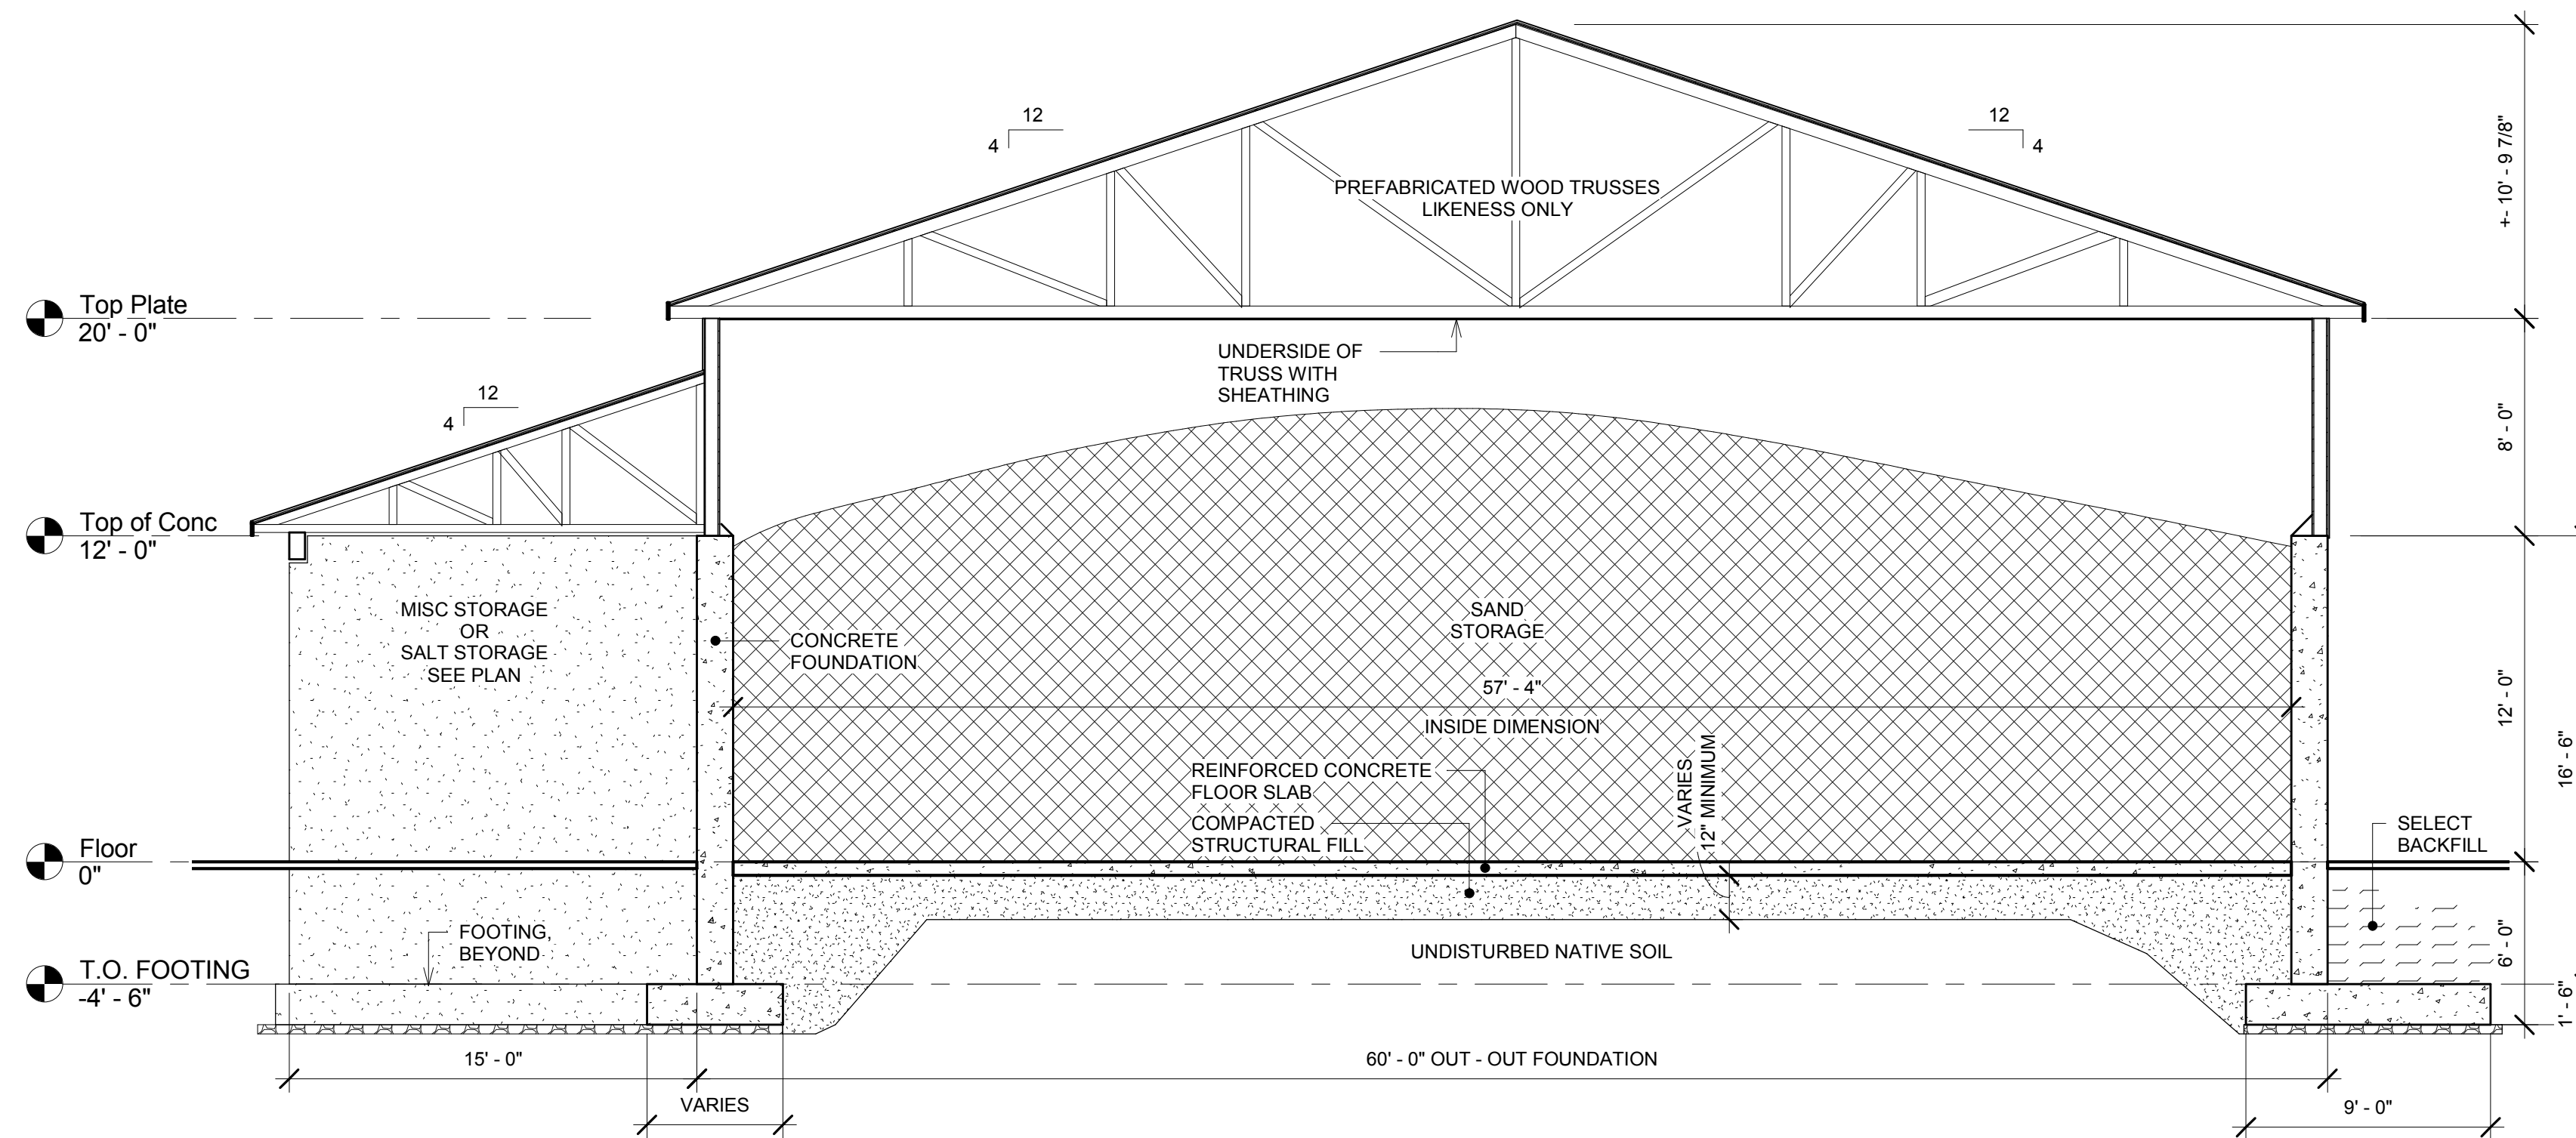 12
4
12
4
PREFABRICATED WOOD TRUSSES
LIKENESS ONLY
+- 10' - 9 7/8"
Top Plate
20' - 0"
UNDERSIDE OF
TRUSS WITH
SHEATHING
12
4
8' - 0"
Top of Conc
12' - 0"
MISC STORAGE
OR
SALT STORAGE
SEE PLAN
CONCRETE
FOUNDATION
SAND
STORAGE
57' - 4"
INSIDE DIMENSION
12' - 0"
16' - 6"
REINFORCED CONCRETE
FLOOR SLAB
COMPACTED
STRUCTURAL FILL
VARIES
12" MINIMUM
SELECT
BACKFILL
Floor
0"
FOOTING,
BEYOND
UNDISTURBED NATIVE SOIL
6' - 0"
T.O. FOOTING
-4' - 6"
1' - 6"
15' - 0"
60' - 0" OUT - OUT FOUNDATION
VARIES
9' - 0"